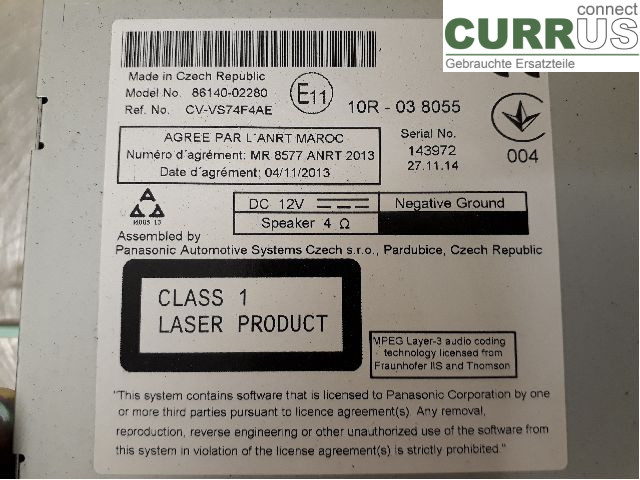 connect
CURRUS
Gebrauchte Ersatzteile
Made in Czech Republic
Model No. 86140-02280
Ref. No. CV-VS74F4AE
E11
10R - 03 8055
AGREE PAR L´ANRT MAROC
Numéro d´agrément: MR 8577 ANRT 2013
Date d´agrément: 04/11/2013
Serial No.
143972
27.11.14
004
DC 12V
Negative Ground
Speaker 4 Ω
Assembled by
Panasonic Automotive Systems Czech s.r.o., Pardubice, Czech Republic
CLASS 1
LASER PRODUCT
MPEG Layer-3 audio coding
technology licensed from
Fraunhofer IIS and Thomson
"This system contains software that is licensed to Panasonic Corporation by one
or more third parties pursuant to licence agreement(s). Any removal,
reproduction, reverse engineering or other unauthorized use of the software from
this system in violation of the license agreement(s) is strictly prohibited."